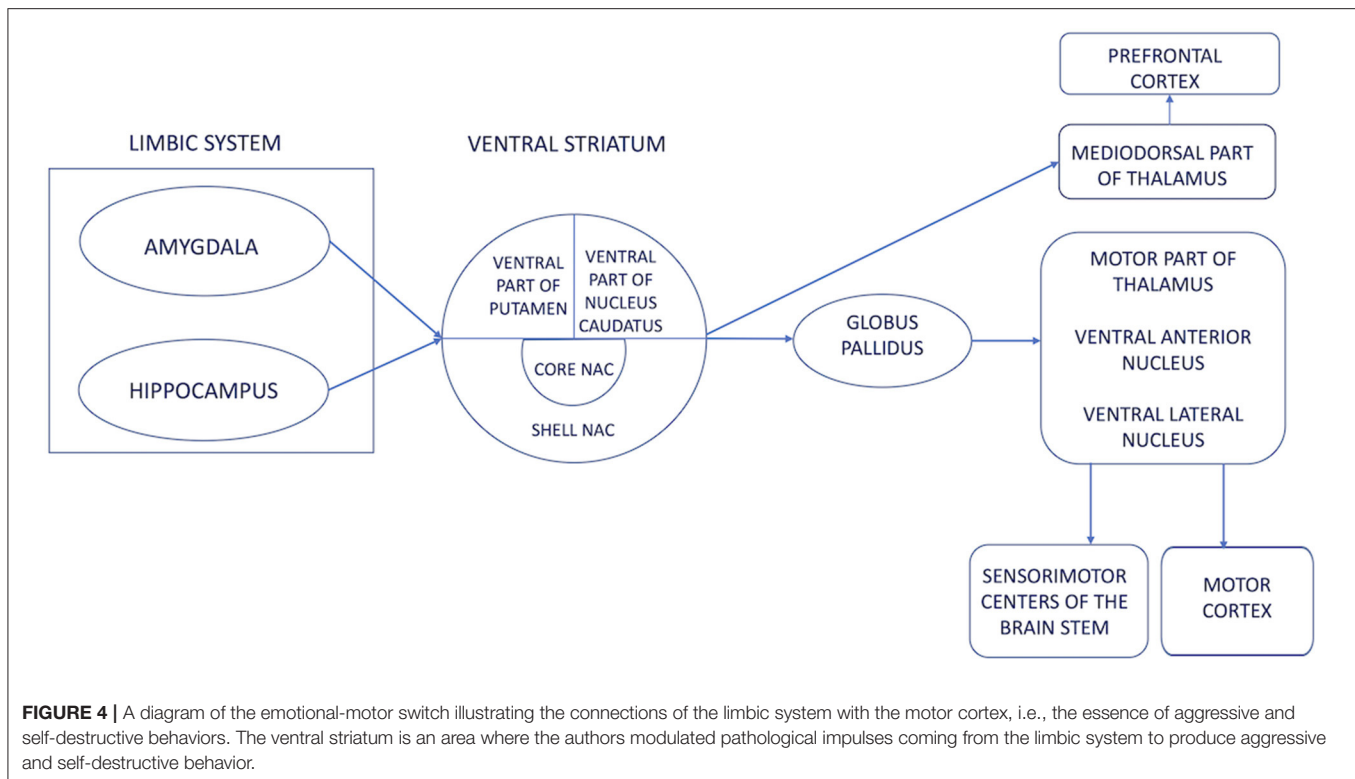 LIMBIC SYSTEM
AMYGDALA
HIPPOCAMPUS
VENTRAL STRIATUM
VENTRAL
PART OF
PUTAMEN
VENTRAL
PART OF
NUCLEUS
CAUDATUS
CORE NAC
SHELL NAC
GLOBUS
PALLIDUS
PREFRONTAL
CORTEX
MEDIODORSAL PART
OF THALAMUS
MOTOR PART OF
THALAMUS
VENTRAL ANTERIOR
NUCLEUS
VENTRAL LATERAL
NUCLEUS
SENSORIMOTOR
CENTERS OF THE
BRAIN STEM
MOTOR
CORTEX
FIGURE 4 | A diagram of the emotional-motor switch illustrating the connections of the limbic system with the motor cortex, i.e., the essence of aggressive and
self-destructive behaviors. The ventral striatum is an area where the authors modulated pathological impulses coming from the limbic system to produce aggressive
and self-destructive behavior.